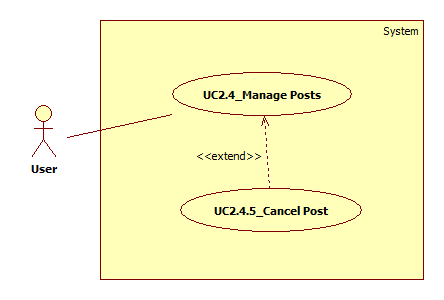 System
UC2.4_Manage Posts
User
<<extend>>
UC2.4.5_Cancel Post